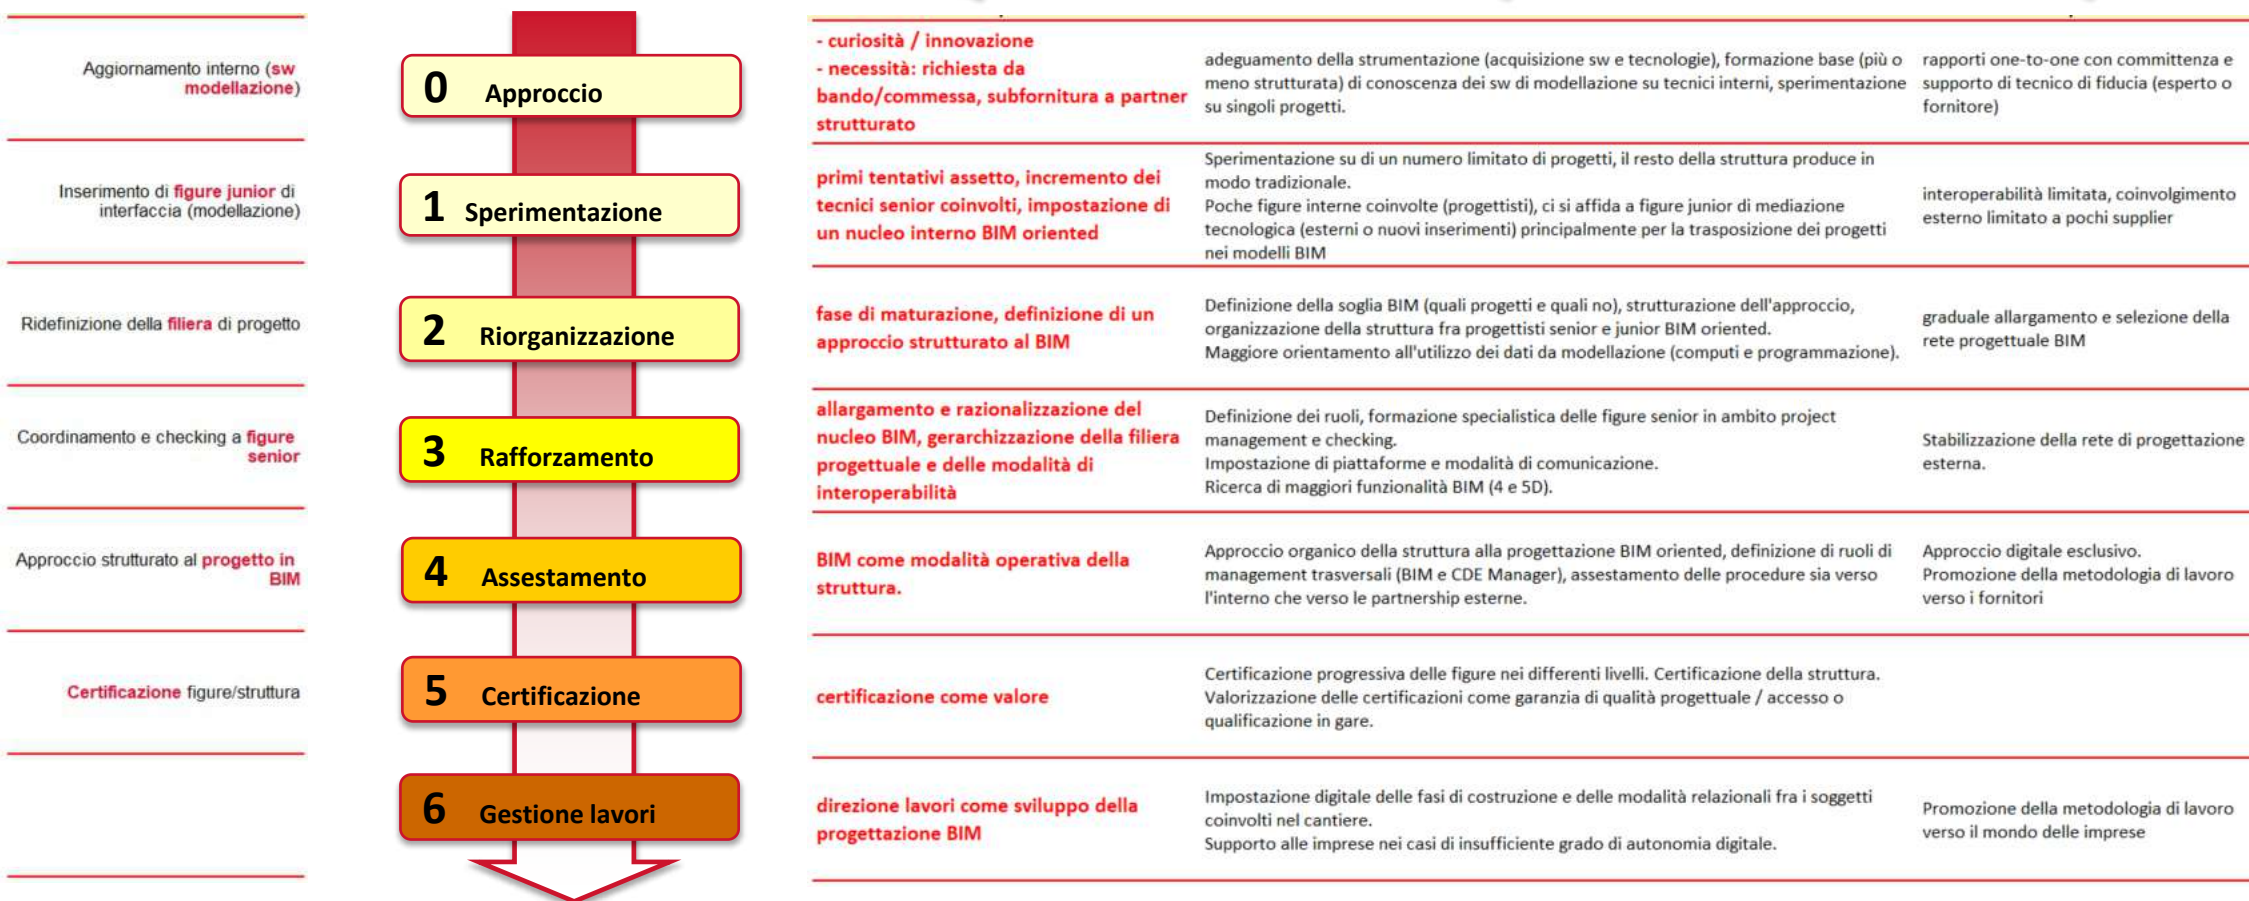 Aggiornamento interno (sw
modellazione)
0 Approccio
- curiosità / innovazione
- necessità: richiesta da
bando/commessa, subfornitura a partner
strutturato
adeguamento della strumentazione (acquisizione sw e tecnologie), formazione base (più o
meno strutturata) di conoscenza dei sw di modellazione su tecnici interni, sperimentazione
su singoli progetti.
rapporti one-to-one con committenza e
supporto di tecnico di fiducia (esperto o
fornitore)
Inserimento di figure junior di
interfaccia (modellazione)
1 Sperimentazione
primi tentativi assetto, incremento dei
tecnici senior coinvolti, impostazione di
un nucleo interno BIM oriented
Sperimentazione su di un numero limitato di progetti, il resto della struttura produce in
modo tradizionale.
Poche figure interne coinvolte (progettisti), ci si affida a figure junior di mediazione
tecnologica (esterni o nuovi inserimenti) principalmente per la trasposizione dei progetti
nei modelli BIM
interoperabilità limitata, coinvolgimento
esterno limitato a pochi supplier
Ridefinizione della filiera di progetto
2 Riorganizzazione
fase di maturazione, definizione di un
approccio strutturato al BIM
Definizione della soglia BIM (quali progetti e quali no), strutturazione dell'approccio,
organizzazione della struttura fra progettisti senior e junior BIM oriented.
Maggiore orientamento all'utilizzo dei dati da modellazione (computi e programmazione).
graduale allargamento e selezione della
rete progettuale BIM
Coordinamento e checking a figure
senior
3 Rafforzamento
allargamento e razionalizzazione del
nucleo BIM, gerarchizzazione della filiera
progettuale e delle modalità di
interoperabilità
Definizione dei ruoli, formazione specialistica delle figure senior in ambito project
management e checking.
Impostazione di piattaforme e modalità di comunicazione.
Ricerca di maggiori funzionalità BIM (4 e 5D).
Stabilizzazione della rete di progettazione
esterna.
Approccio strutturato al progetto in
BIM
4 Assestamento
BIM come modalità operativa della
struttura.
Approccio organico della struttura alla progettazione BIM oriented, definizione di ruoli di
management trasversali (BIM e CDE Manager), assestamento delle procedure sia verso
l'interno che verso le partnership esterne.
Approccio digitale esclusivo.
Promozione della metodologia di lavoro
verso i fornitori
Certificazione figure/struttura
5 Certificazione
certificazione come valore
Certificazione progressiva delle figure nei differenti livelli. Certificazione della struttura.
Valorizzazione delle certificazioni come garanzia di qualità progettuale / accesso o
qualificazione in gare.
6 Gestione lavori
direzione lavori come sviluppo della
progettazione BIM
Impostazione digitale delle fasi di costruzione e delle modalità relazionali fra i soggetti
coinvolti nel cantiere.
Supporto alle imprese nei casi di insufficiente grado di autonomia digitale.
Promozione della metodologia di lavoro
verso il mondo delle imprese